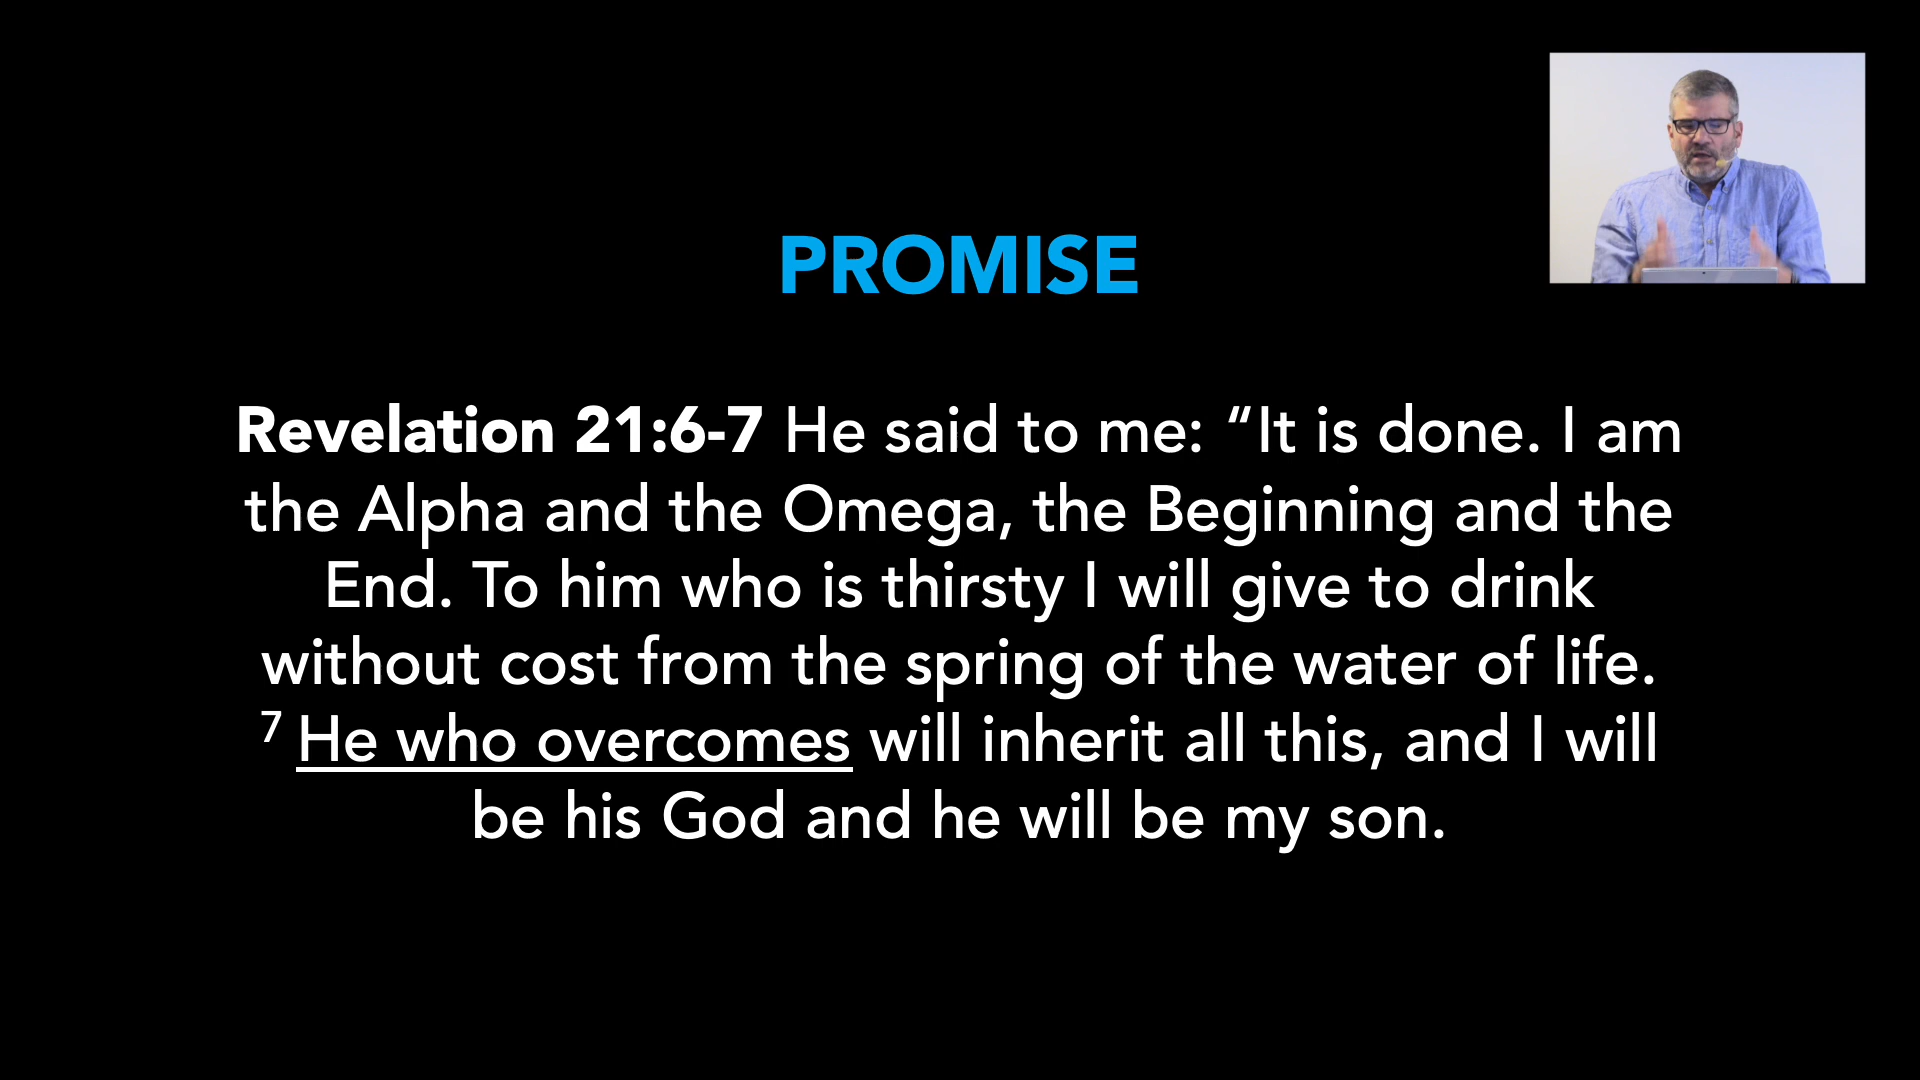 PROMISE
Revelation 21:6-7 He said to me: “It is done. I am
the Alpha and the Omega, the Beginning and the
End. To him who is thirsty I will give to drink
without cost from the spring of the water of life.
⁷ He who overcomes will inherit all this, and I will
be his God and he will be my son.